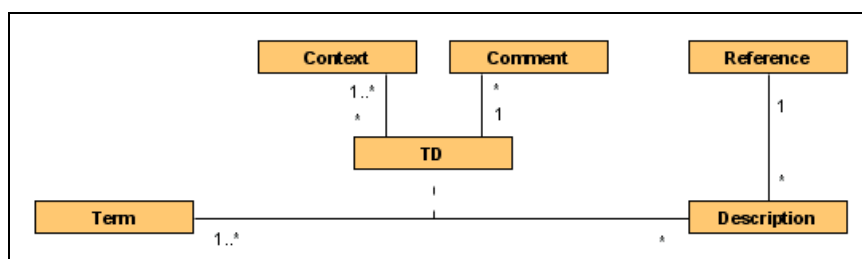 Context
Comment
Reference
1..*
*
1
*
1
TD
*
Term
Description
1..*
*